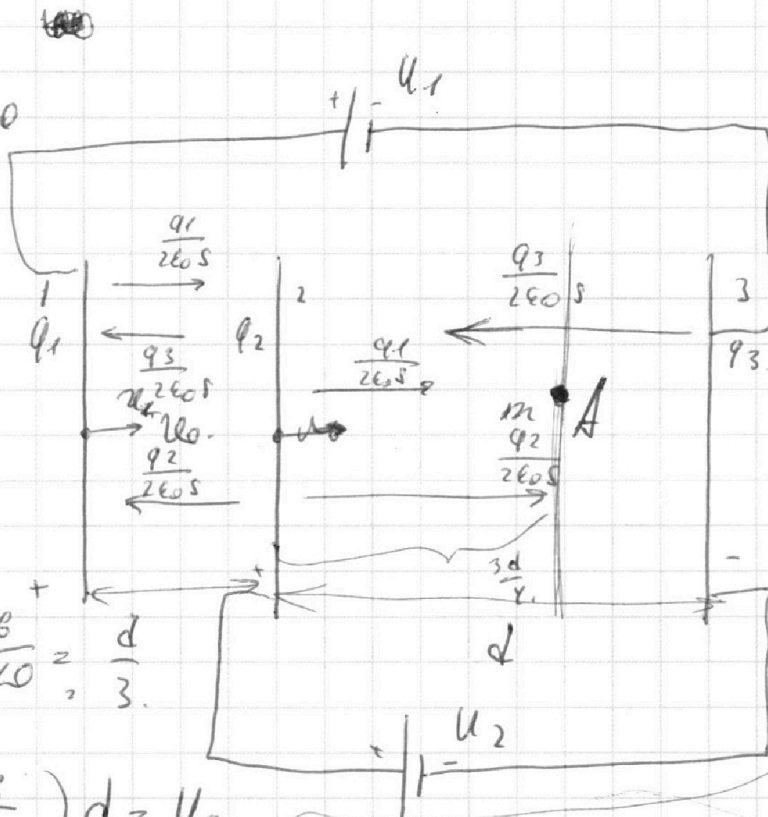 U1
+ -
0
q1
2ε0S
q3
2ε0S
1
2
3
q1
q2
q3
q3
2ε0S
q1
2ε0S
m
A
u0.
q2
2ε0S
q2
2ε0S
+
+
-
3d
d
3.
=
d
U2
+ -
) d = U